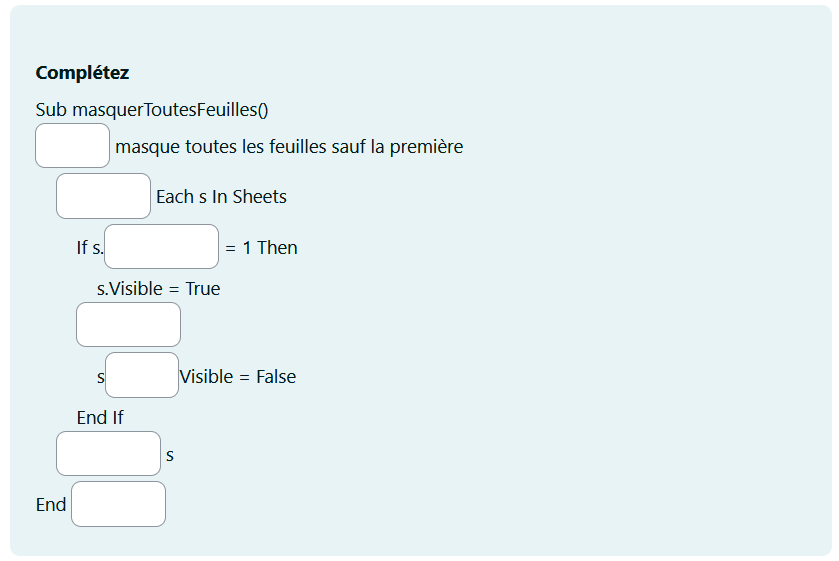 Complétez
Sub masquerToutesFeuilles()
masque toutes les feuilles sauf la première
Each s In Sheets
If s. = 1 Then
s.Visible = True
s Visible = False
End If
s
End